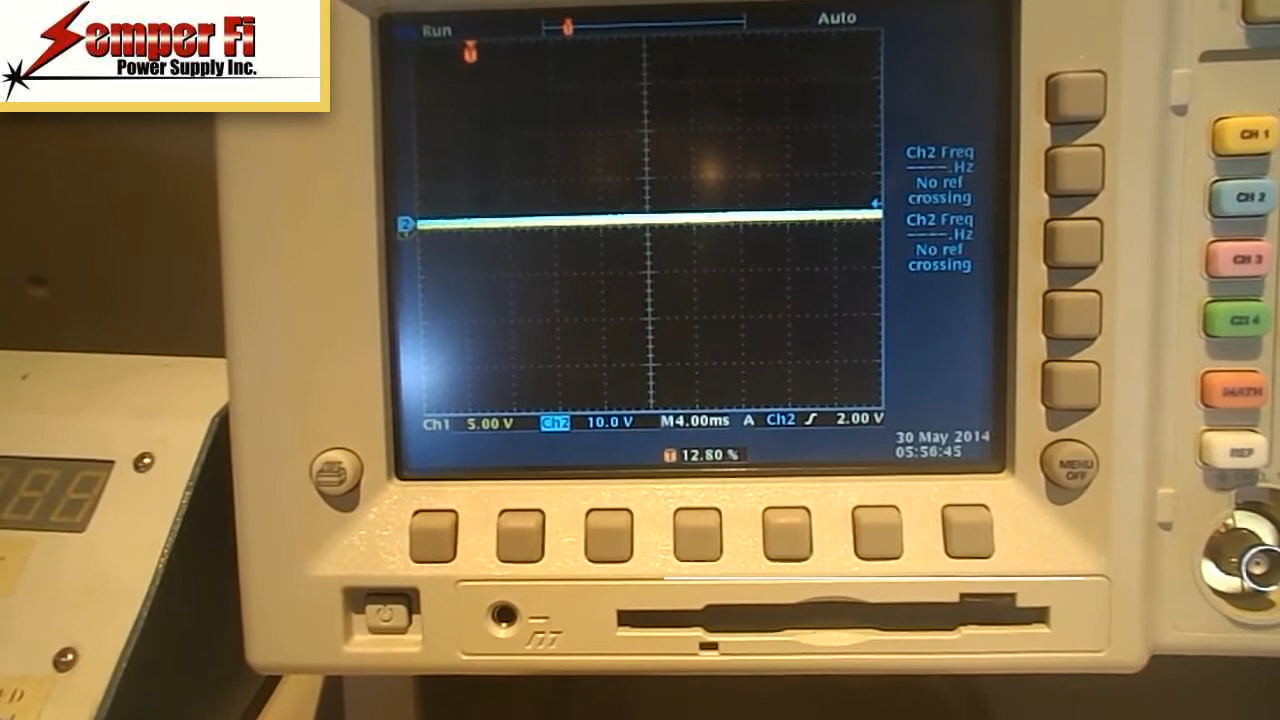 Semper Fi
Power Supply Inc.
Run
Auto
Ch2 Freq
----.Hz
No ref
crossing
Ch2 Freq
----.Hz
No ref
crossing
2
Ch1 5.00 V Ch2 10.0 V M4.00ms A Ch2 2.00 V
T 12.80 %
30 May 2014
05:56:45
CH 1
CH 2
CH 3
CH 4
MATH
REF
MENU
OFF